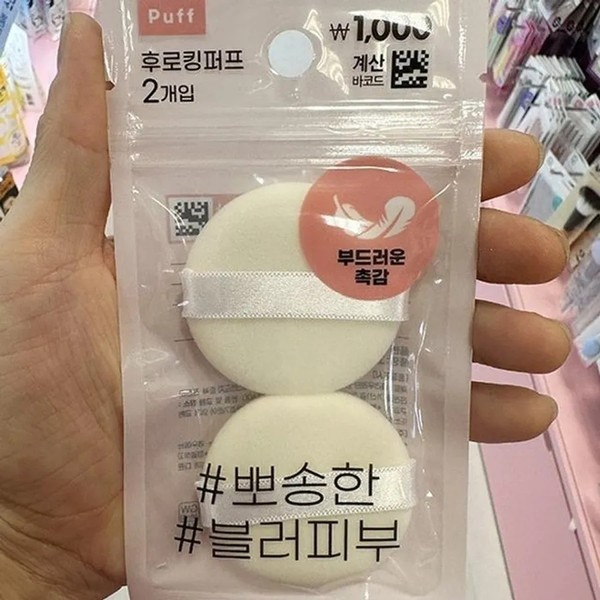 Puff
후로킹퍼프
2개입
₩1,000
계산
바코드
부드러운
촉감
#뽀송한
#블러피부